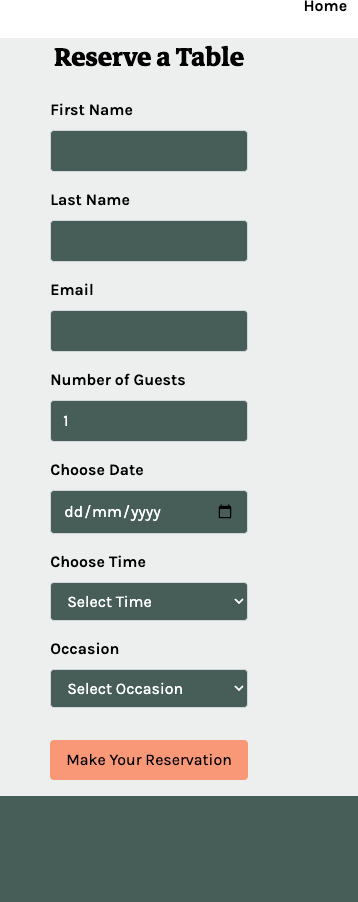 Home
Reserve a Table
First Name
Last Name
Email
Number of Guests
1
Choose Date
dd/mm/yyyy
Choose Time
Select Time
Occasion
Select Occasion
Make Your Reservation